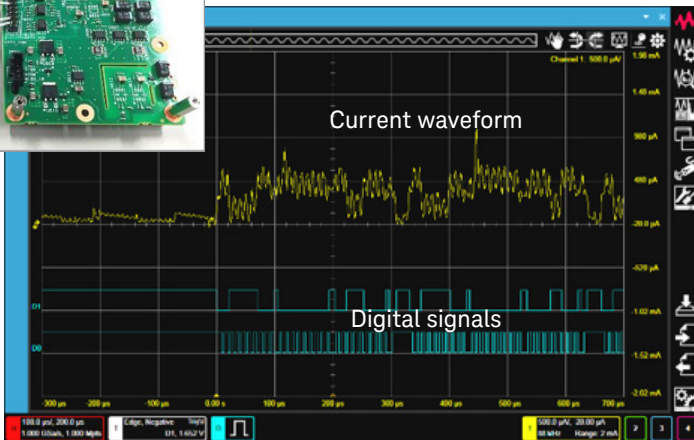 Channel 1: 500.0 µA/
1.98 mA
1.48 mA
Current waveform
980 µA
480 µA
-20.0 µA
-520 µA
D1
-1.02 mA
Digital signals
D0
-1.52 mA
-2.02 mA
-300 µs -200 µs -100 µs 0.00 s 100 µs 200 µs 300 µs 400 µs 500 µs 600 µs 700 µs
100.0 µs/, 200.0 µs
1.000 GSa/s, 1.000 Mpts
T
Edge, Negative
D1, 1.652 V
500.0 µA/, 20.00 µA
Range: 2 mA
2 3 4